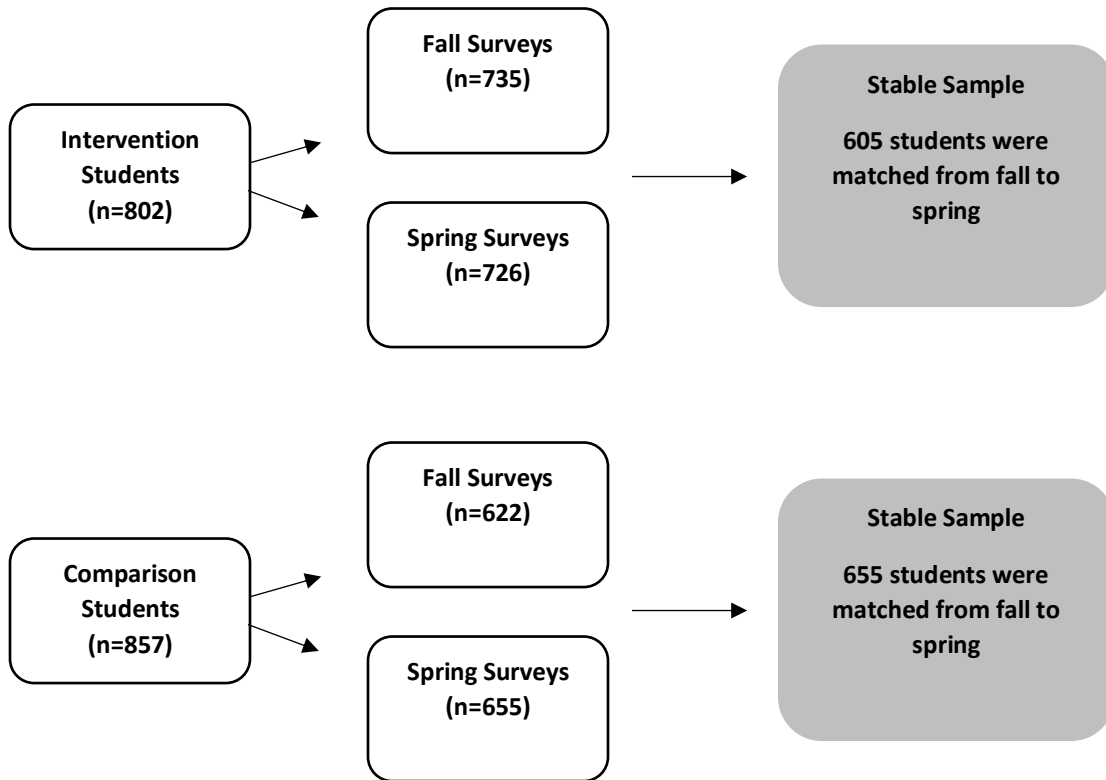 Intervention
Students
(n=802)
Fall Surveys
(n=735)
Spring Surveys
(n=726)
Stable Sample
605 students were
matched from fall to
spring
Comparison
Students
(n=857)
Fall Surveys
(n=622)
Spring Surveys
(n=655)
Stable Sample
655 students were
matched from fall to
spring